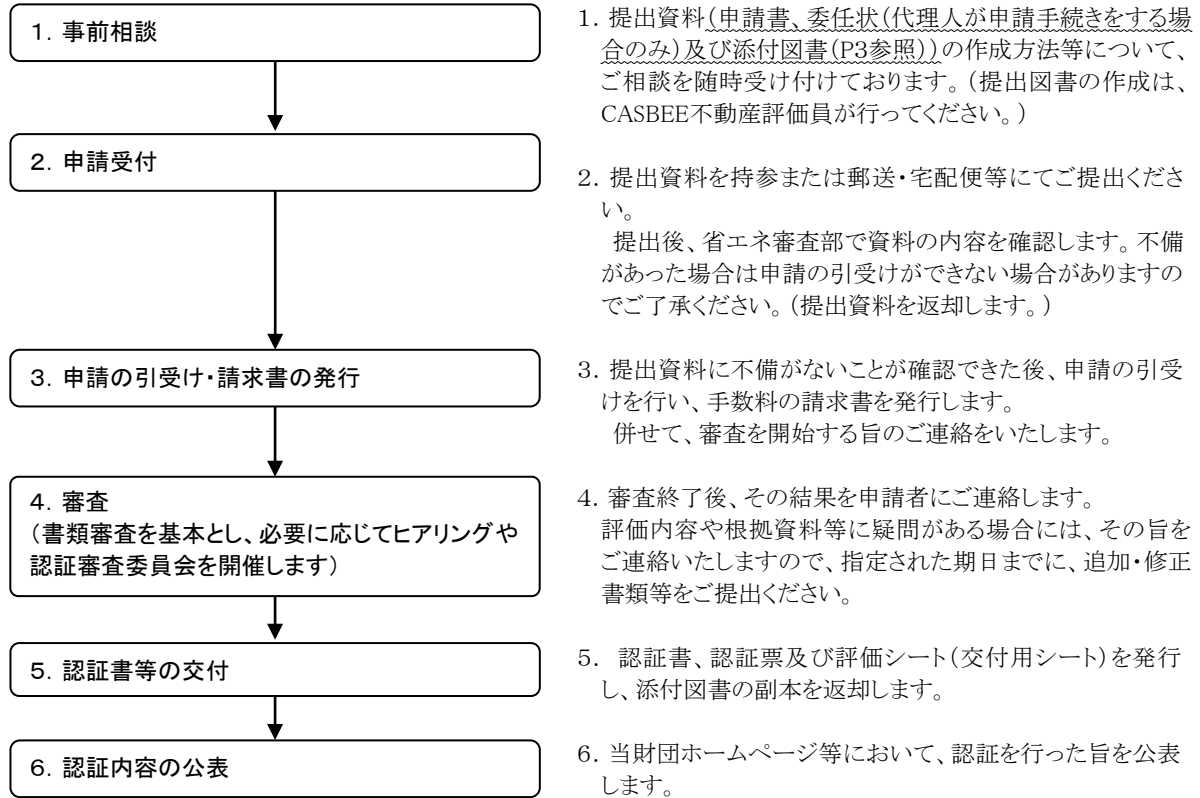 1．事前相談
2．申請受付
3．申請の引受け・請求書の発行
4．審査
（書類審査を基本とし、必要に応じてヒアリングや
認証審査委員会を開催します）
5．認証書等の交付
6．認証内容の公表
1．提出資料（申請書、委任状（代理人が申請手続きをする場
合のみ）及び添付図書（P3参照））の作成方法等について、
ご相談を随時受け付けております。（提出図書の作成は、
CASBEE不動産評価員が行ってください。）
2．提出資料を持参または郵送・宅配便等にてご提出くださ
い。
提出後、省エネ審査部で資料の内容を確認します。不備
があった場合は申請の引受けができない場合がありますの
でご了承ください。（提出資料を返却します。）
3．提出資料に不備がないことが確認できた後、申請の引受
けを行い、手数料の請求書を発行します。
併せて、審査を開始する旨のご連絡をいたします。
4．審査終了後、その結果を申請者にご連絡します。
評価内容や根拠資料等に疑問がある場合には、その旨を
ご連絡いたしますので、指定された期日までに、追加・修正
書類等をご提出ください。
5． 認証書、認証票及び評価シート（交付用シート）を発行
し、添付図書の副本を返却します。
6．当財団ホームページ等において、認証を行った旨を公表
します。